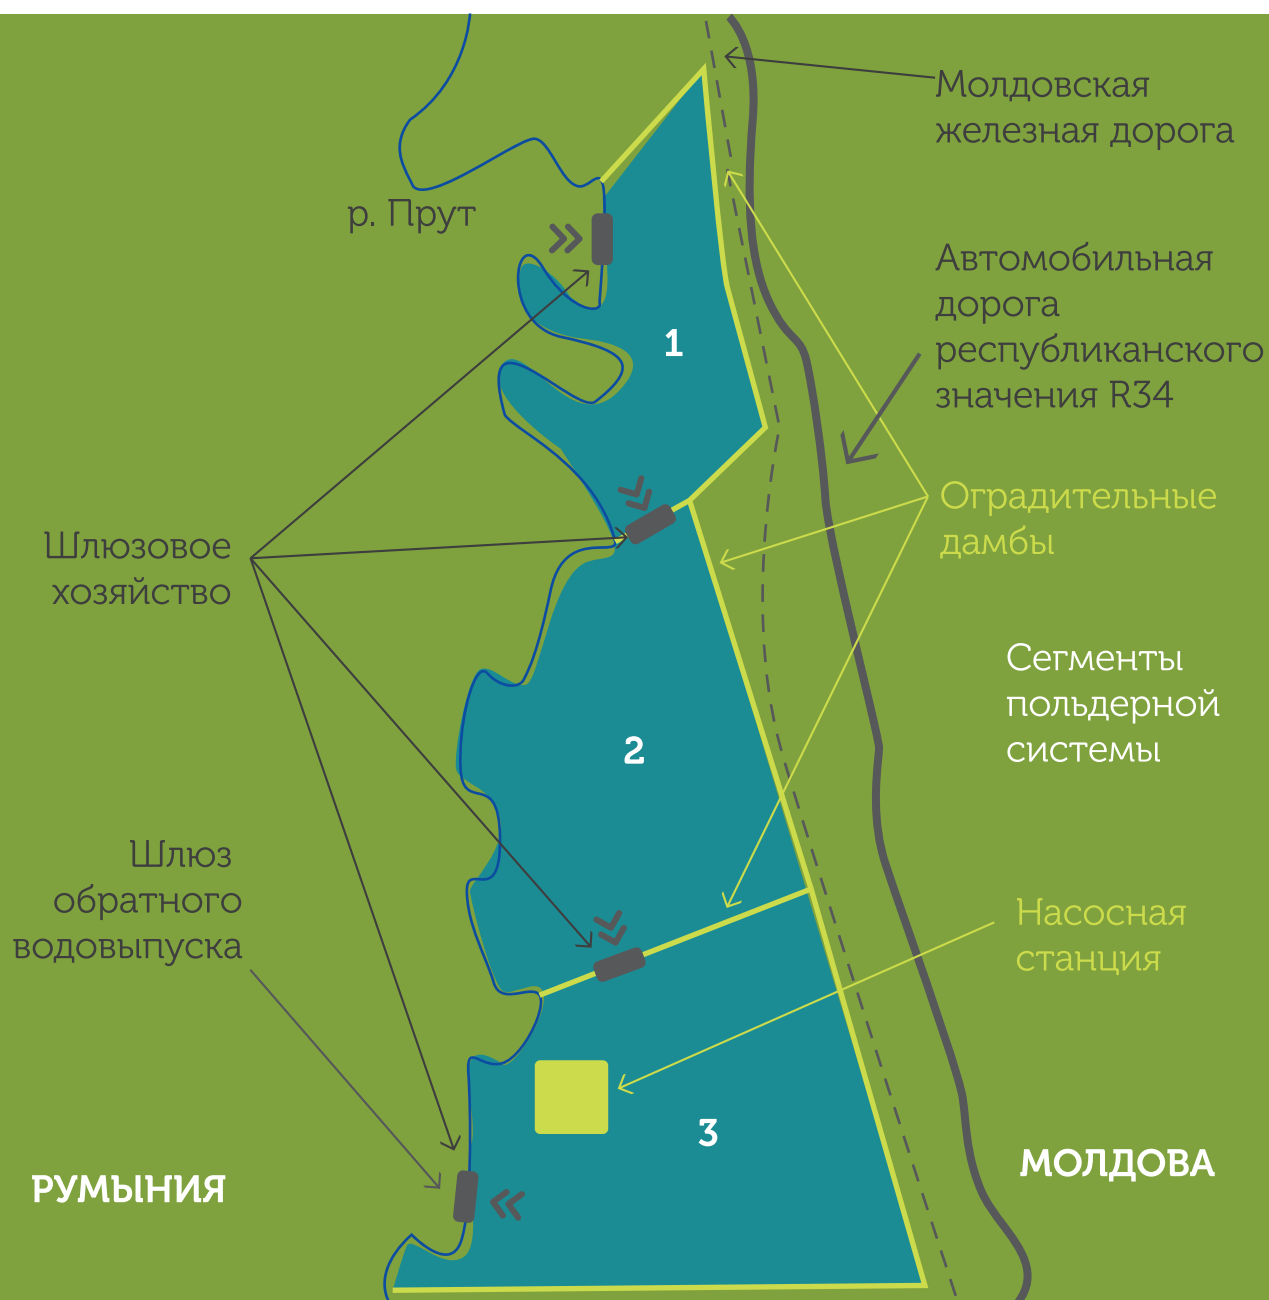 Молдовская
железная дорога
р. Прут
Автомобильная
дорога
республиканского
значения R34
1
Оградительные
дамбы
Шлюзовое
хозяйство
Сегменты
польдерной
системы
2
Шлюз
обратного
водовыпуска
Насосная
станция
3
РУМЫНИЯ
МОЛДОВА